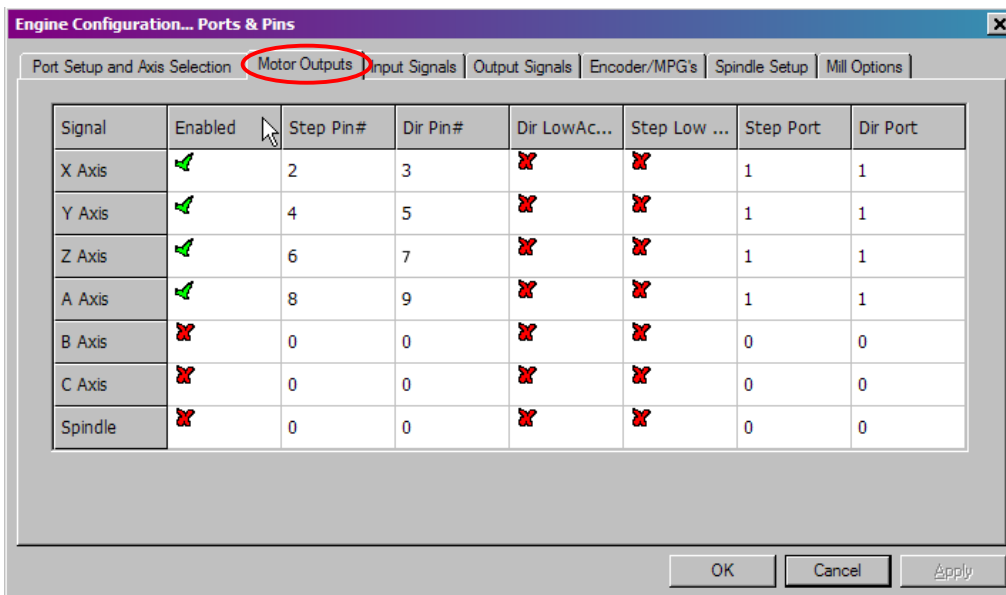 Engine Configuration... Ports & Pins
Port Setup and Axis Selection Motor Outputs Input Signals Output Signals Encoder/MPG's Spindle Setup Mill Options
Signal Enabled Step Pin# Dir Pin# Dir LowAc... Step Low ... Step Port Dir Port
X Axis 2 3 1 1
Y Axis 4 5 1 1
Z Axis 6 7 1 1
A Axis 8 9 1 1
B Axis 0 0 0 0
C Axis 0 0 0 0
Spindle 0 0 0 0
OK Cancel Apply